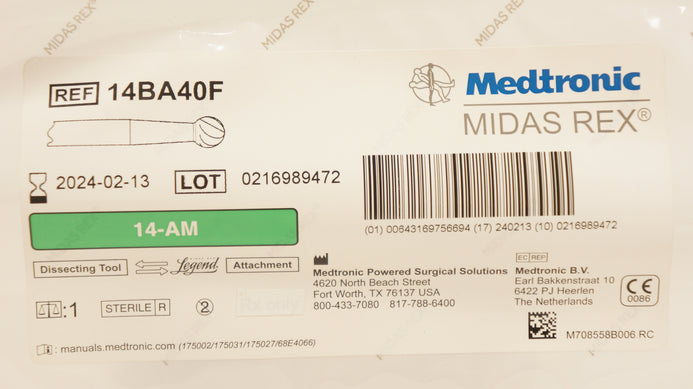 MIDAS REX®
REF 14BA40F
Medtronic
MIDAS REX®
2024-02-13 LOT 0216989472
(01) 00643169756694 (17) 240213 (10) 0216989472
14-AM
Dissecting Tool Legend Attachment
Medtronic Powered Surgical Solutions
4620 North Beach Street
Fort Worth, TX 76137 USA
800-433-7080 817-788-6400
EC REP
Medtronic B.V.
Earl Bakkenstraat 10
6422 PJ Heerlen
The Netherlands
CE
0086
:1 STERILE R 2 Rx only
i : manuals.medtronic.com (175002/175031/175027/68E4066)
M708558B006.RC